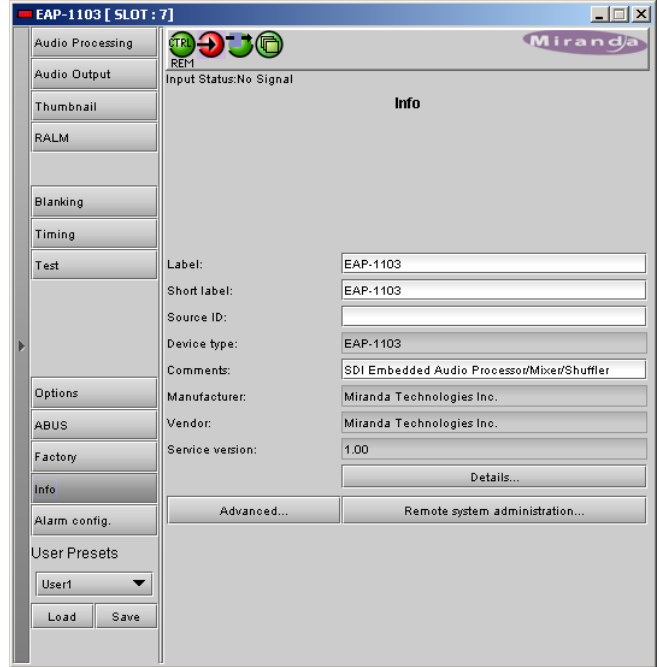 EAP-1103 [ SLOT : 7]
Audio Processing
Audio Output
Thumbnail
RALM
Blanking
Timing
Test
Options
ABUS
Factory
Info
Alarm config.
User Presets
User1
Load Save
CTRL
REM
Miranda
Input Status:No Signal
Info
Label: EAP-1103
Short label: EAP-1103
Source ID:
Device type: EAP-1103
Comments: SDI Embedded Audio Processor/Mixer/Shuffler
Manufacturer: Miranda Technologies Inc.
Vendor: Miranda Technologies Inc.
Service version: 1.00
Details...
Advanced... Remote system administration...